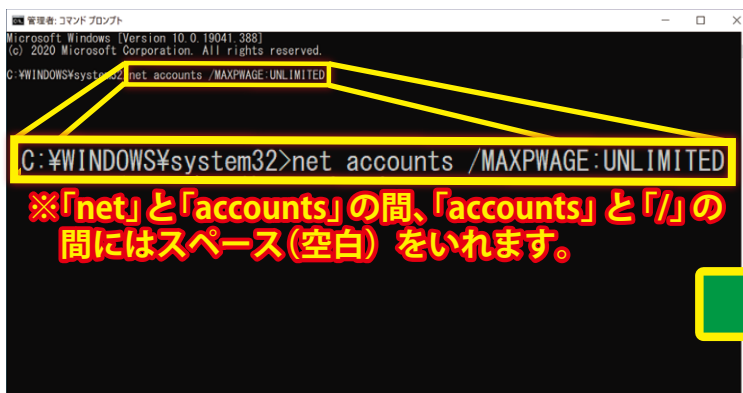 管理者: コマンド プロンプト
Microsoft Windows [Version 10.0.19041.388]
(c) 2020 Microsoft Corporation. All rights reserved.
C:¥WINDOWS¥system32>net accounts /MAXPWAGE:UNLIMITED
C:¥WINDOWS¥system32>net accounts /MAXPWAGE:UNLIMITED
※「net」と「accounts」の間、「accounts」と「/」の
間にはスペース(空白)をいれます。